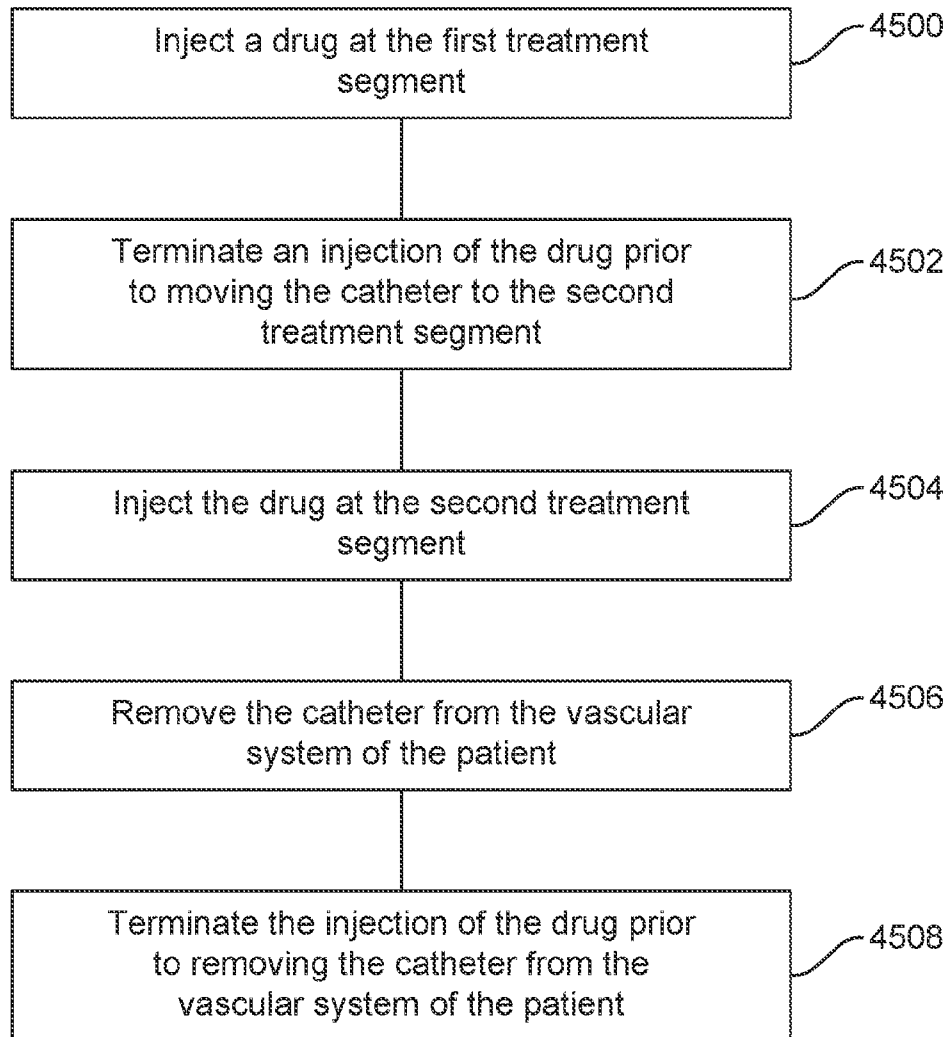 Inject a drug at the first treatment
segment
4500
Terminate an injection of the drug prior
to moving the catheter to the second
treatment segment
4502
Inject the drug at the second treatment
segment
4504
Remove the catheter from the vascular
system of the patient
4506
Terminate the injection of the drug prior
to removing the catheter from the
vascular system of the patient
4508